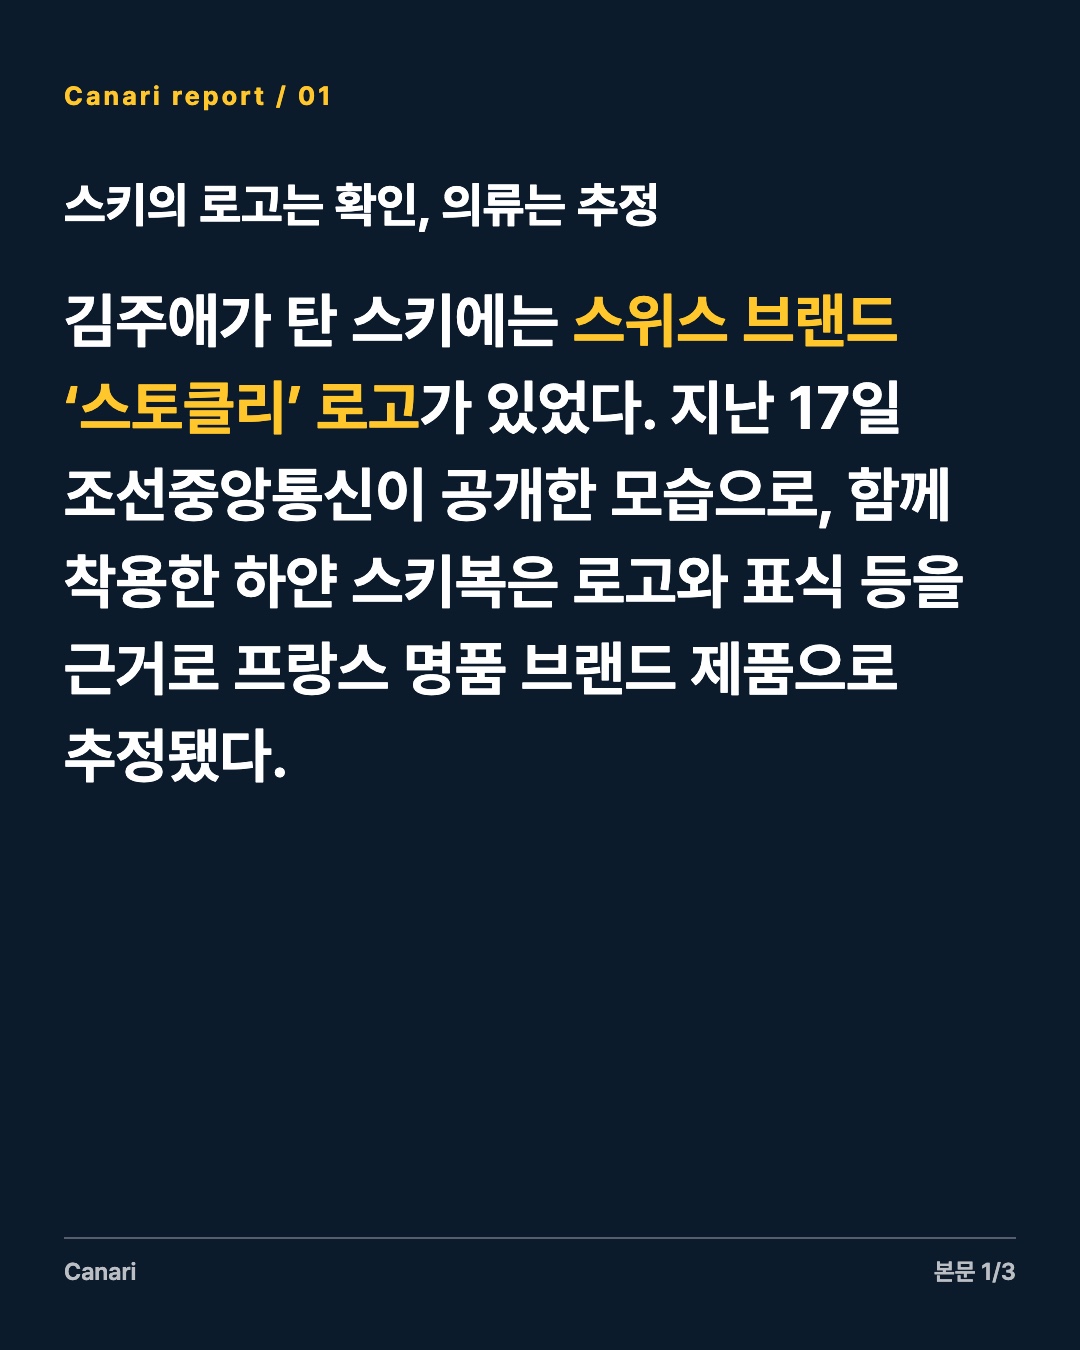 Canari report / 01
스키의 로고는 확인, 의류는 추정
김주애가 탄 스키에는 스위스 브랜드
‘스토클리’ 로고가 있었다. 지난 17일
조선중앙통신이 공개한 모습으로, 함께
착용한 하얀 스키복은 로고와 표식 등을
근거로 프랑스 명품 브랜드 제품으로
추정됐다.
Canari
본문 1/3